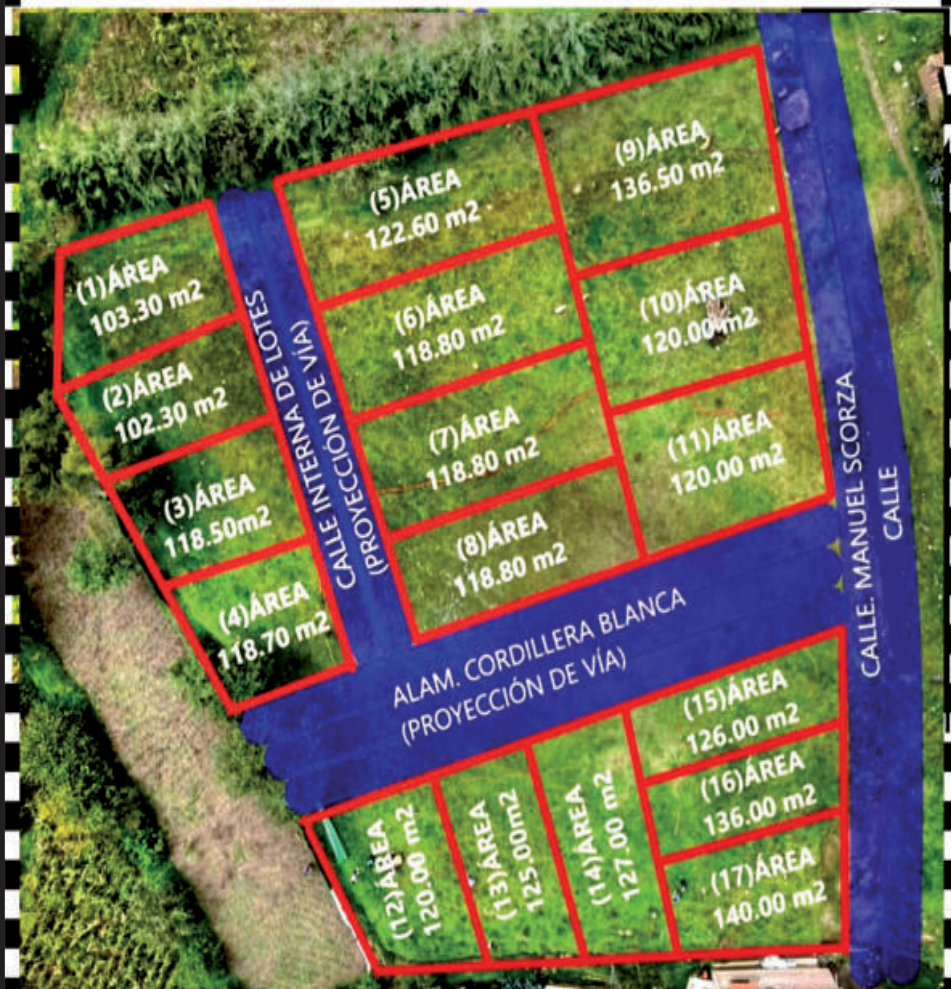 (1)ÁREA
103.30 m2
(2)ÁREA
102.30 m2
(3)ÁREA
118.50m2
(4)ÁREA
118.70 m2
CALLE INTERNA DE LOTES
(PROYECCIÓN DE VÍA)
(5)ÁREA
122.60 m2
(6)ÁREA
118.80 m2
(7)ÁREA
118.80 m2
(8)ÁREA
118.80 m2
(9)ÁREA
136.50 m2
(10)ÁREA
120.00 m2
(11)ÁREA
120.00 m2
CALLE. MANUEL SCORZA
CALLE
ALAM. CORDILLERA BLANCA
(PROYECCIÓN DE VÍA)
(12)ÁREA
120.00 m2
(13)ÁREA
125.00m2
(14)ÁREA
127.00 m2
(15)ÁREA
126.00 m2
(16)ÁREA
136.00 m2
(17)ÁREA
140.00 m2